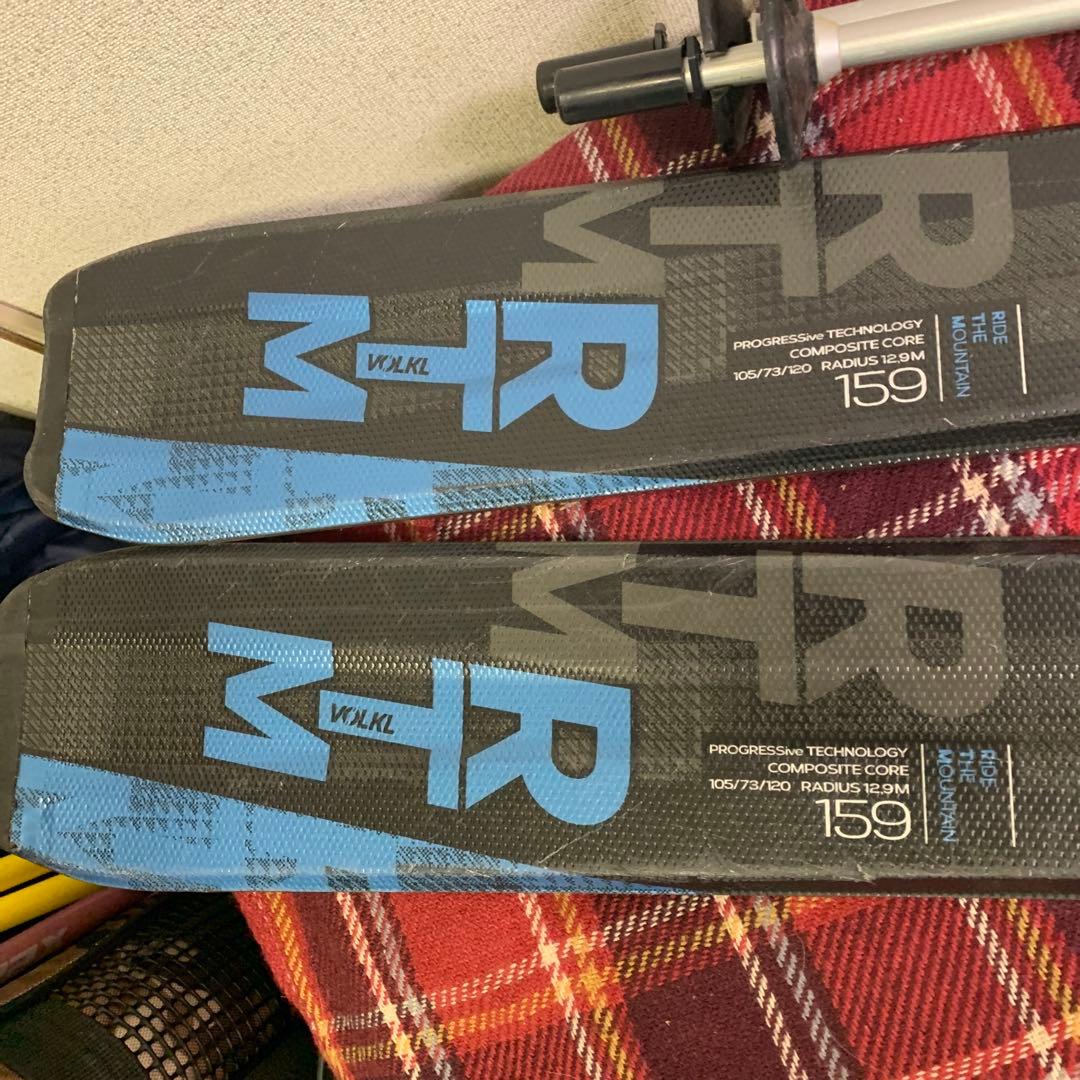 RTM
RTM
VOLKL
PROGRESSive TECHNOLOGY
COMPOSITE CORE
105/73/120 RADIUS 12.9M
159
RIDE
THE
MOUNTAIN
RTM
RTM
VOLKL
PROGRESSive TECHNOLOGY
COMPOSITE CORE
105/73/120 RADIUS 12.9M
159
RIDE
THE
MOUNTAIN